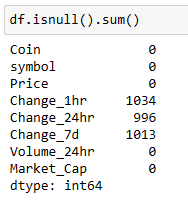 df.isnull().sum()
Coin 0
symbol 0
Price 0
Change_1hr 1034
Change_24hr 996
Change_7d 1013
Volume_24hr 0
Market_Cap 0
dtype: int64